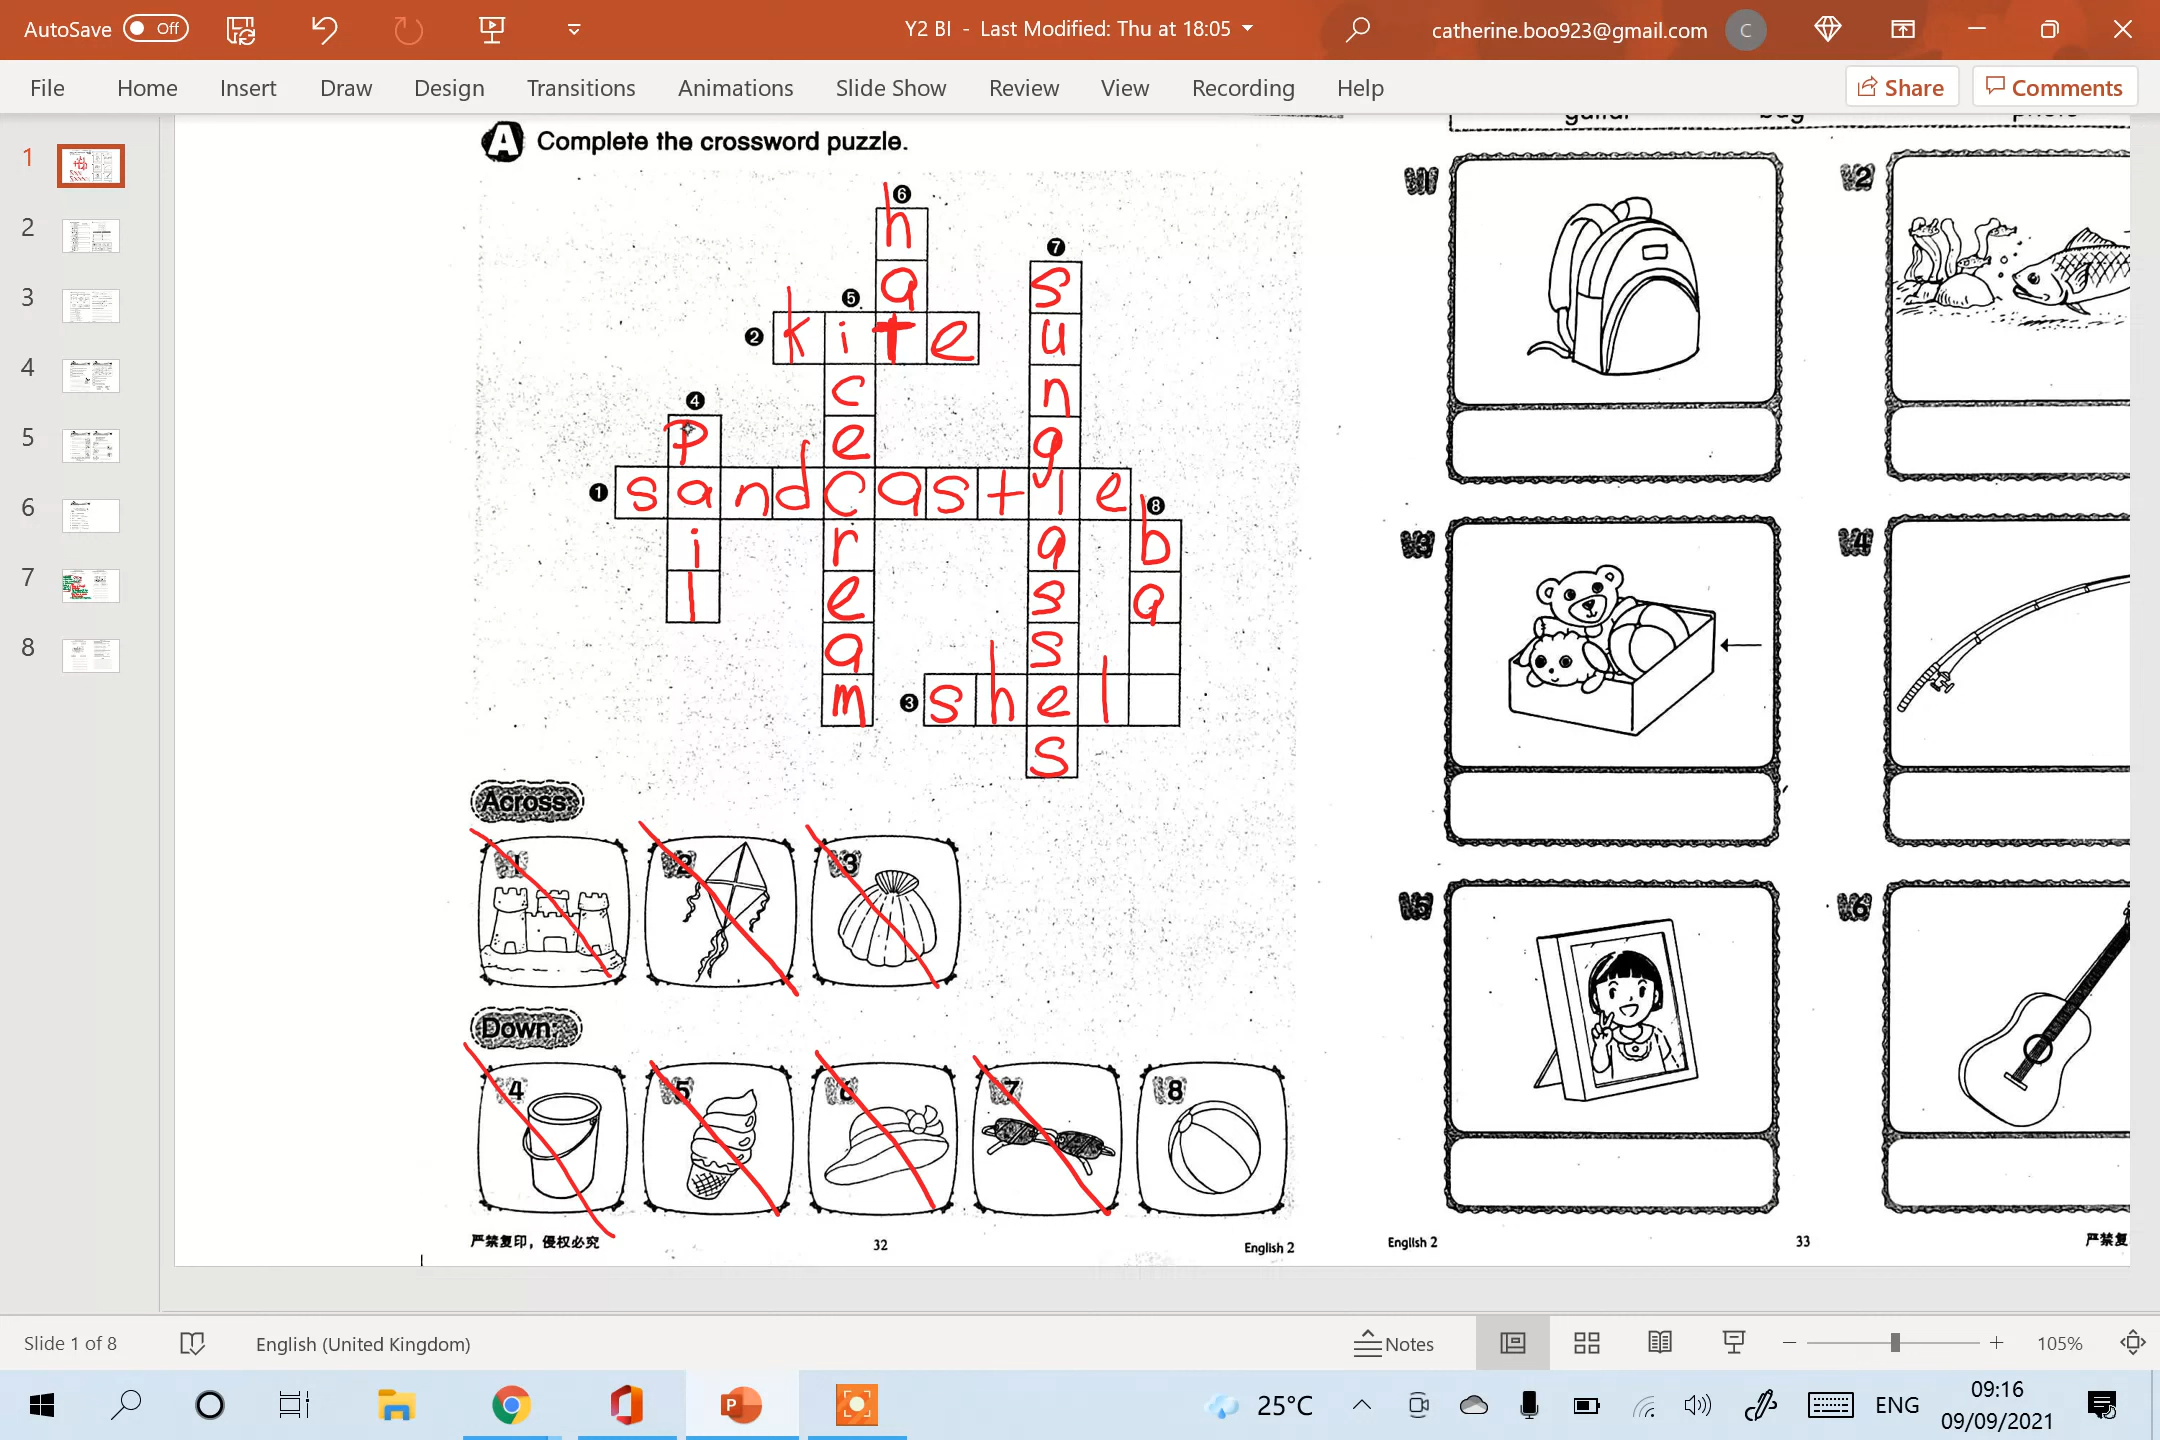 AutoSave Off
Y2 BI - Last Modified: Thu at 18:05
catherine.boo923@gmail.com C
File Home Insert Draw Design Transitions Animations Slide Show Review View Recording Help Share Comments
1
2
3
4
5
6
7
8
A Complete the crossword puzzle.
6
h
7
a
s
5
2 k i t e
u
c
n
4
p
e
g
1 s a n d c a s t l e
8
i
r
a
b
l
e
s
a
a
s
m
3 s h e l
s
Across:
1 2 3
Down:
4 5 6 7 8
严禁复印，侵权必究 32 English 2
guitar bag photo
1 2
3 4
5 6
English 2 33 严禁复
Slide 1 of 8 English (United Kingdom) Notes 105%
25°C ENG 09:16
09/09/2021